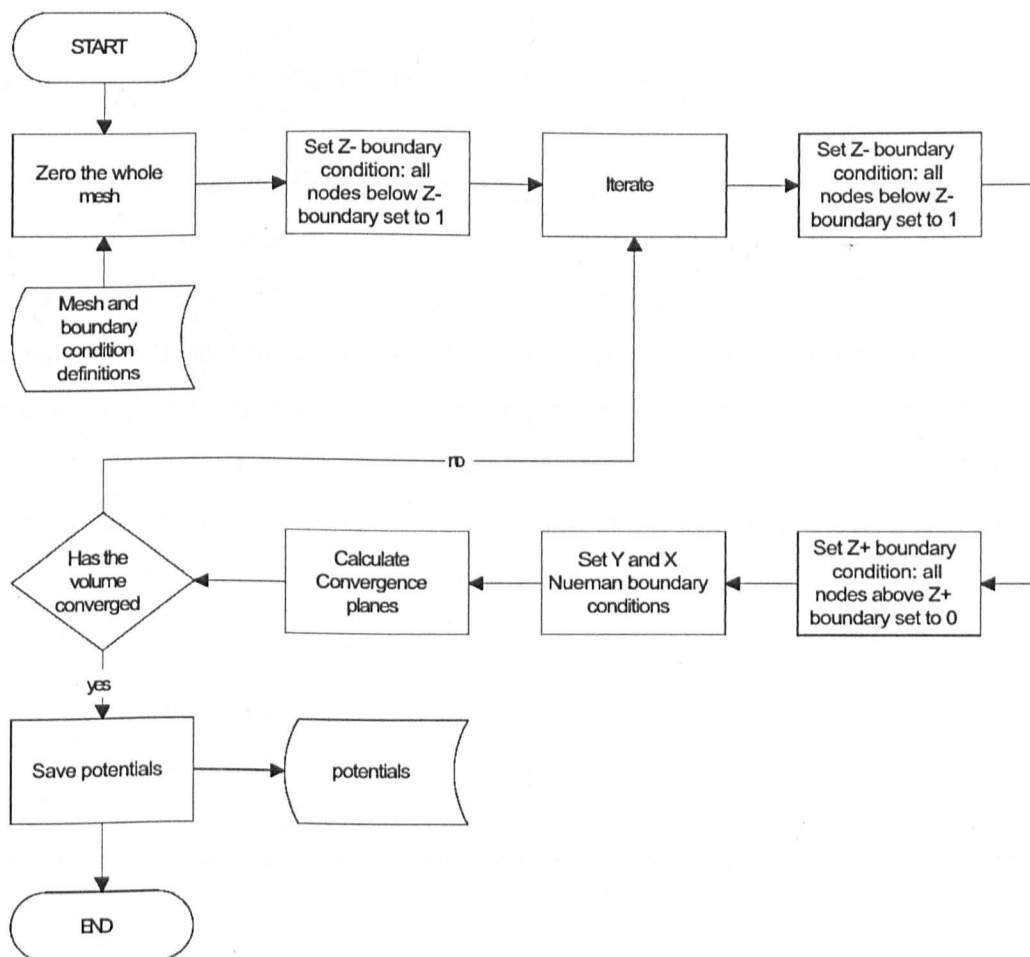 START
Zero the whole
mesh
Set Z- boundary
condition: all
nodes below Z-
boundary set to 1
Iterate
Set Z- boundary
condition: all
nodes below Z-
boundary set to 1
Mesh and
boundary
condition
definitions
no
Has the
volume
converged
Calculate
Convergence
planes
Set Y and X
Nueman boundary
conditions
Set Z+ boundary
condition: all
nodes above Z+
boundary set to 0
yes
Save potentials
potentials
END